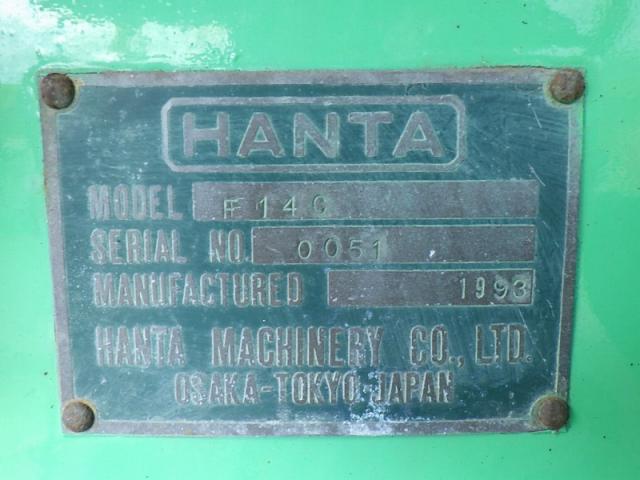 HANTA
MODEL F14C
SERIAL NO. 0051
MANUFACTURED 1993
HANTA MACHINERY CO., LTD.
OSAKA-TOKYO JAPAN